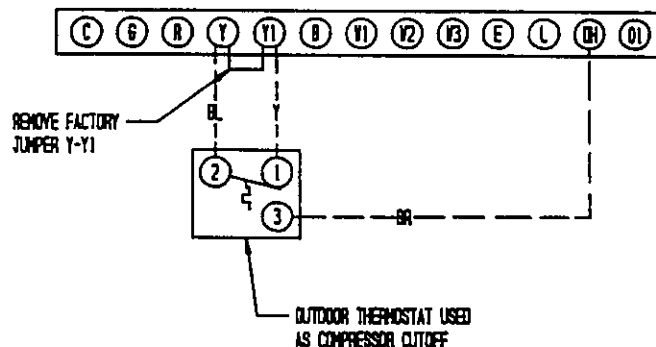 C G R Y Y1 B W1 W2 W3 E L DH O1
REMOVE FACTORY
JUMPER Y-Y1
BL Y
2 1
3 BR
OUTDOOR THERMOSTAT USED
AS COMPRESSOR CUTOFF